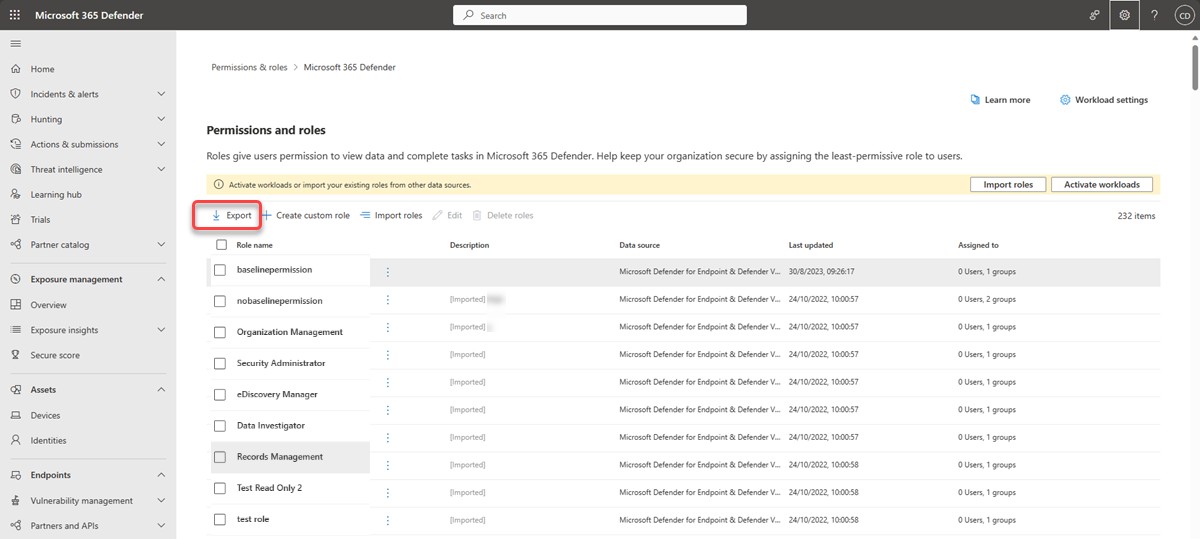 Microsoft 365 Defender
Search
CD
Home
Incidents & alerts
Hunting
Actions & submissions
Threat intelligence
Learning hub
Trials
Partner catalog
Exposure management
Overview
Exposure insights
Secure score
Assets
Devices
Identities
Endpoints
Vulnerability management
Partners and APIs
Permissions & roles > Microsoft 365 Defender
Learn more Workload settings
Permissions and roles
Roles give users permission to view data and complete tasks in Microsoft 365 Defender. Help keep your organization secure by assigning the least-permissive role to users.
Activate workloads or import your existing roles from other data sources. Import roles Activate workloads
Export + Create custom role Import roles Edit Delete roles 232 items
Role name Description Data source Last updated Assigned to
baselinepermission Microsoft Defender for Endpoint & Defender V... 30/8/2023, 09:26:17 0 Users, 1 groups
nobaselinepermission [Imported] Microsoft Defender for Endpoint & Defender V... 24/10/2022, 10:00:57 0 Users, 2 groups
Organization Management [Imported] Microsoft Defender for Endpoint & Defender V... 24/10/2022, 10:00:57 0 Users, 1 groups
Security Administrator [Imported] Microsoft Defender for Endpoint & Defender V... 24/10/2022, 10:00:57 0 Users, 1 groups
eDiscovery Manager [Imported] Microsoft Defender for Endpoint & Defender V... 24/10/2022, 10:00:57 0 Users, 1 groups
Data Investigator [Imported] Microsoft Defender for Endpoint & Defender V... 24/10/2022, 10:00:57 0 Users, 1 groups
Records Management [Imported] Microsoft Defender for Endpoint & Defender V... 24/10/2022, 10:00:57 0 Users, 1 groups
Test Read Only 2 [Imported] Microsoft Defender for Endpoint & Defender V... 24/10/2022, 10:00:58 0 Users, 1 groups
test role [Imported] Microsoft Defender for Endpoint & Defender V... 24/10/2022, 10:00:58 0 Users, 1 groups
[Imported] Microsoft Defender for Endpoint & Defender V... 24/10/2022, 10:00:58 0 Users, 1 groups